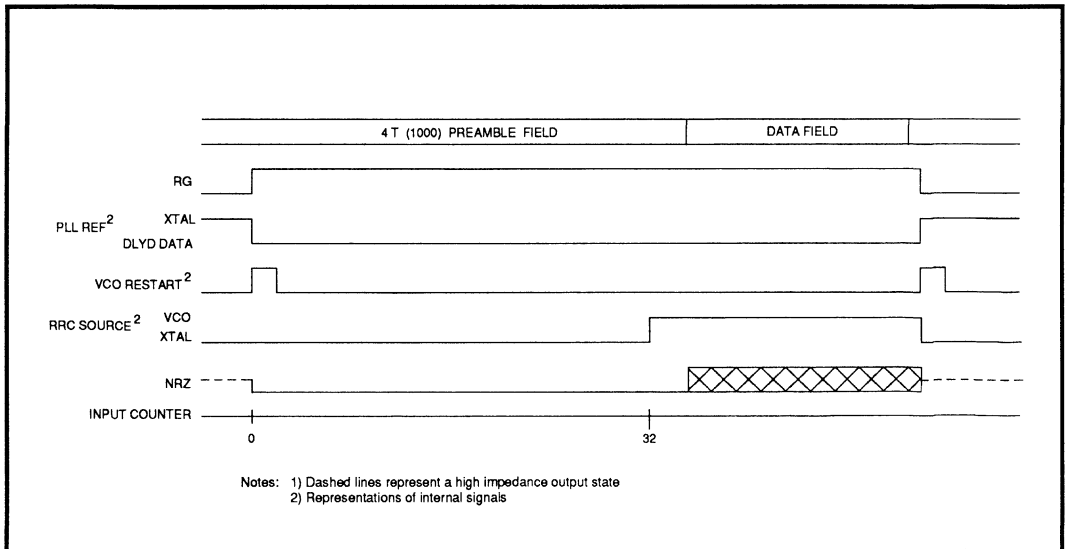 4 T (1000) PREAMBLE FIELD DATA FIELD
RG
PLL REF² XTAL
DLYD DATA
VCO RESTART²
RRC SOURCE² VCO
XTAL
NRZ
INPUT COUNTER
0 32
Notes: 1) Dashed lines represent a high impedance output state
2) Representations of internal signals